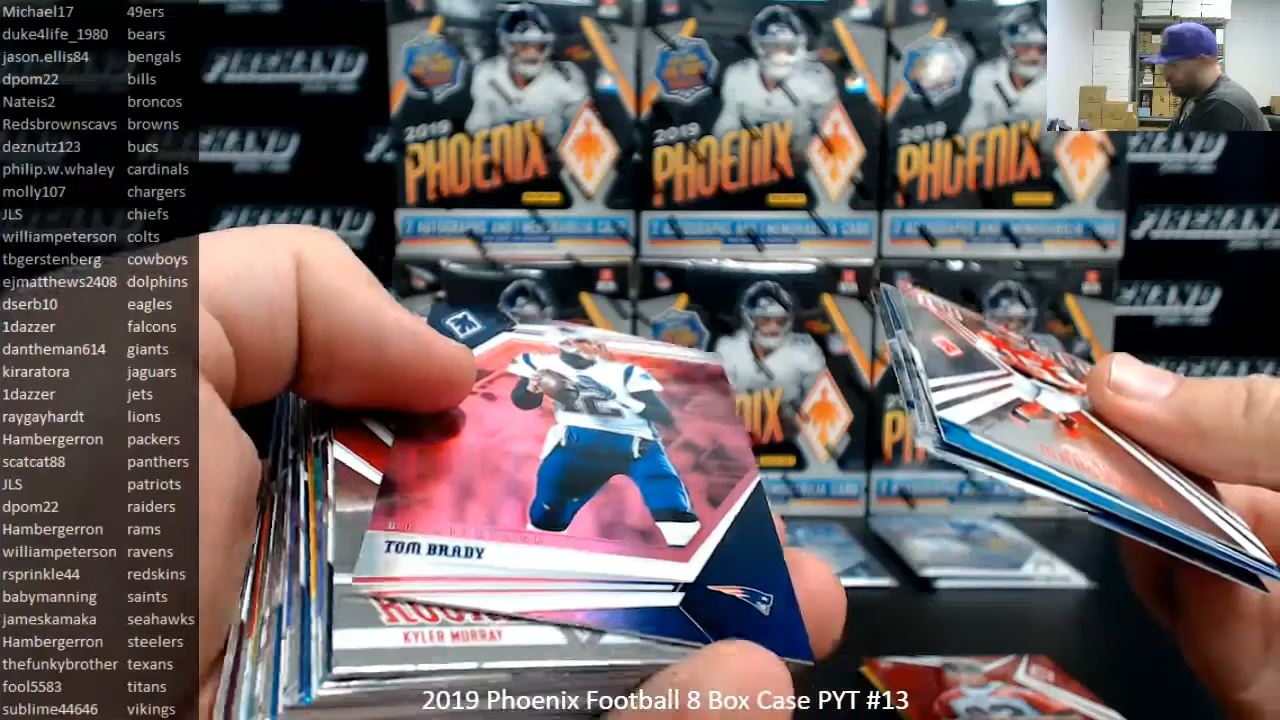 Michael17 49ers
duke4life_1980 bears
jason.ellis84 bengals
dpom22 bills
Nateis2 broncos
Redsbrownscavs browns
deznutz123 bucs
philip.w.whaley cardinals
molly107 chargers
JLS chiefs
williampeterson colts
tbgerstenberg cowboys
ejmatthews2408 dolphins
dserb10 eagles
1dazzer falcons
dantheman614 giants
kiraratora jaguars
1dazzer jets
raygayhardt lions
Hambergerron packers
scatcat88 panthers
JLS patriots
dpom22 raiders
Hambergerron rams
williampeterson ravens
rsprinkle44 redskins
babymanning saints
jameskamaka seahawks
Hambergerron steelers
thefunkybrother texans
fool5583 titans
sublime44646 vikings
2019 PHOENIX
2019 PHOENIX
2019 PHOENIX
TOM BRADY
KYLER MURRAY
2019 Phoenix Football 8 Box Case PYT #13